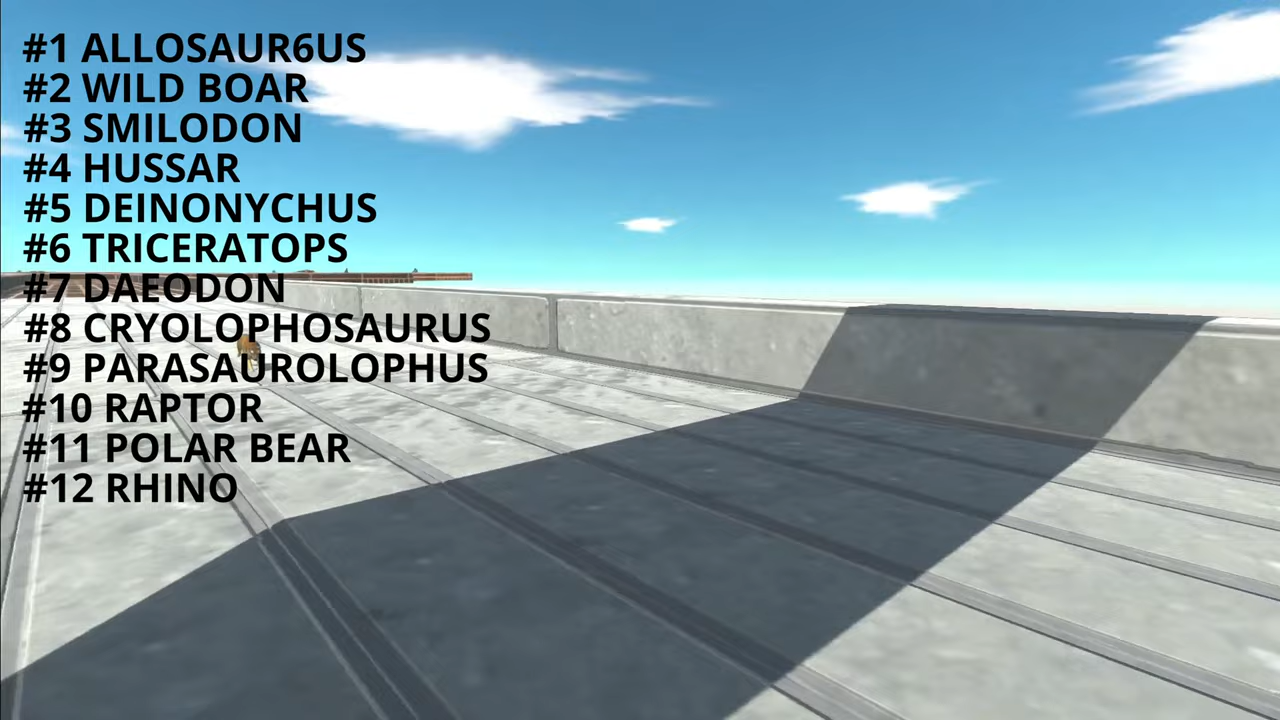 #1 ALLOSAUR6US
#2 WILD BOAR
#3 SMILODON
#4 HUSSAR
#5 DEINONYCHUS
#6 TRICERATOPS
#7 DAEODON
#8 CRYOLOPHOSAURUS
#9 PARASAUROLOPHUS
#10 RAPTOR
#11 POLAR BEAR
#12 RHINO